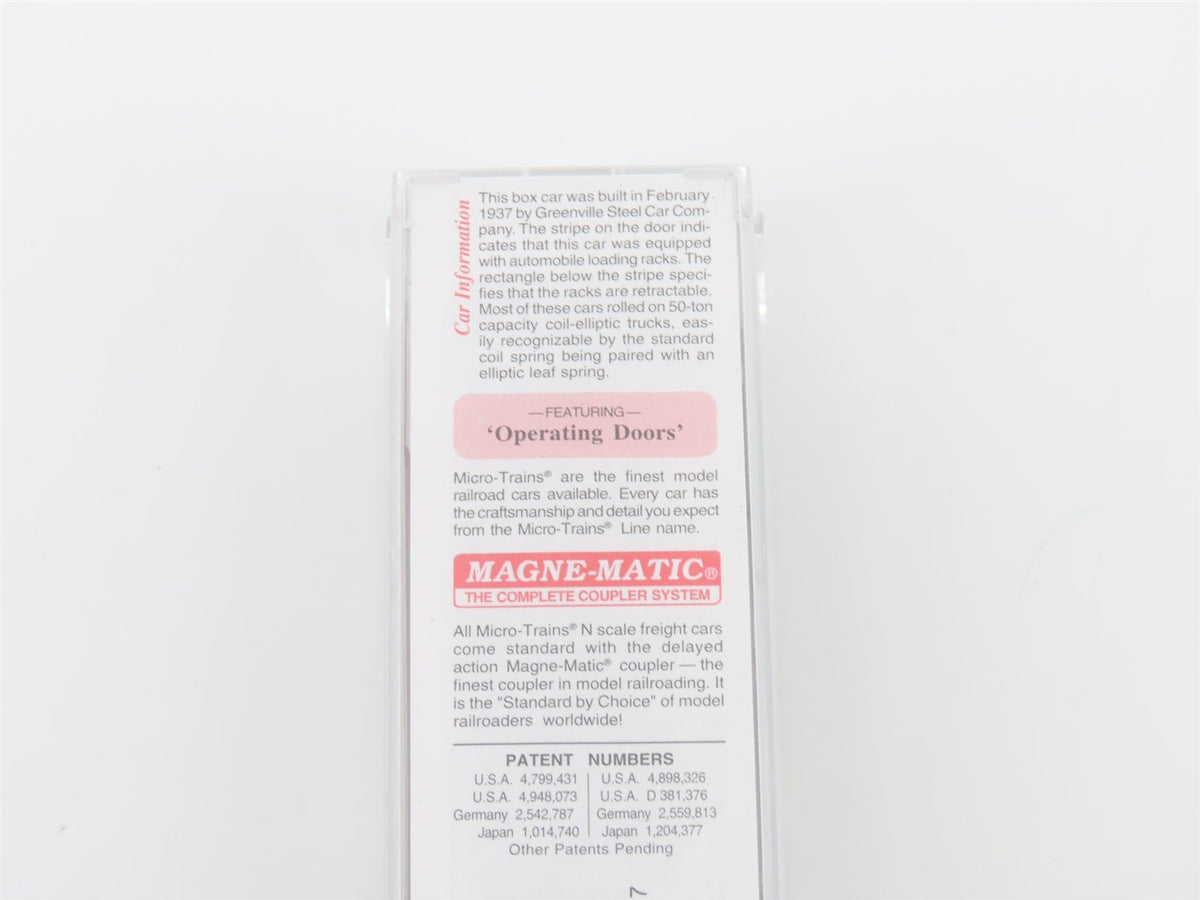 Car Information
This box car was built in February
1937 by Greenville Steel Car Com-
pany. The stripe on the door indi-
cates that this car was equipped
with automobile loading racks. The
rectangle below the stripe speci-
fies that the racks are retractable.
Most of these cars rolled on 50-ton
capacity coil-elliptic trucks, eas-
ily recognizable by the standard
coil spring being paired with an
elliptic leaf spring.
—FEATURING—
'Operating Doors'
Micro-Trains® are the finest model
railroad cars available. Every car has
the craftsmanship and detail you expect
from the Micro-Trains® Line name.
MAGNE-MATIC®
THE COMPLETE COUPLER SYSTEM
All Micro-Trains® N scale freight cars
come standard with the delayed
action Magne-Matic® coupler — the
finest coupler in model railroading. It
is the "Standard by Choice" of model
railroaders worldwide!
PATENT NUMBERS
U.S.A. 4,799,431 U.S.A. 4,898,326
U.S.A. 4,948,073 U.S.A. D 381,376
Germany 2,542,787 Germany 2,559,813
Japan 1,014,740 Japan 1,204,377
Other Patents Pending